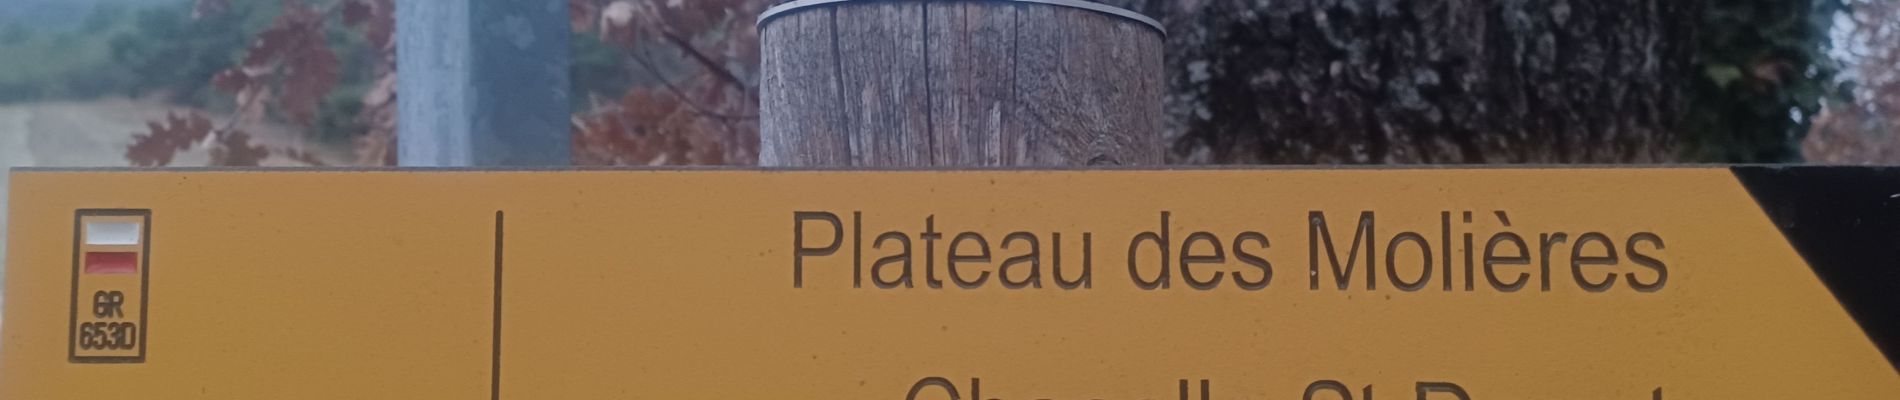 GR
653D
Plateau des Molières